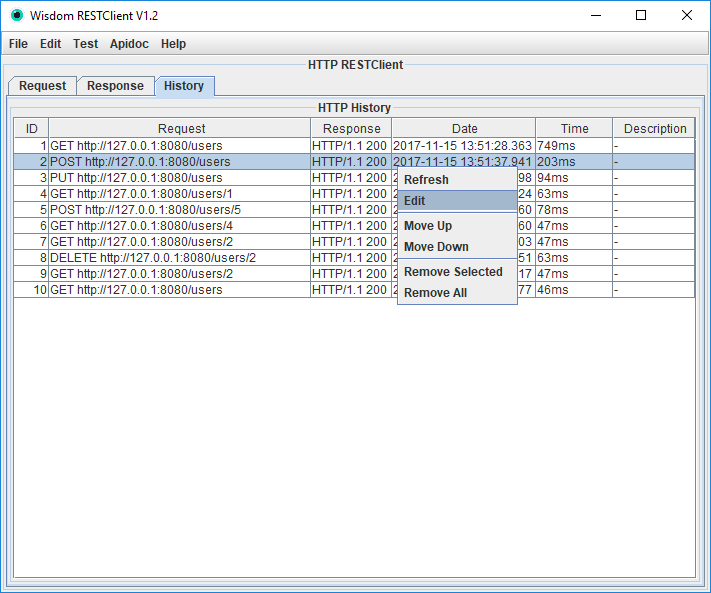 Wisdom RESTClient V1.2
File Edit Test Apidoc Help
HTTP RESTClient
Request Response History
HTTP History
ID Request Response Date Time Description
1 GET http://127.0.0.1:8080/users HTTP/1.1 200 2017-11-15 13:51:28.363 749ms -
2 POST http://127.0.0.1:8080/users HTTP/1.1 200 2017-11-15 13:51:37.941 203ms -
3 PUT http://127.0.0.1:8080/users HTTP/1.1 200 2 Refresh 98 94ms -
4 GET http://127.0.0.1:8080/users/1 HTTP/1.1 200 2 Edit 24 63ms -
5 POST http://127.0.0.1:8080/users/5 HTTP/1.1 200 2 60 78ms -
6 GET http://127.0.0.1:8080/users/4 HTTP/1.1 200 2 Move Up 60 47ms -
7 GET http://127.0.0.1:8080/users/2 HTTP/1.1 200 2 Move Down 03 47ms -
8 DELETE http://127.0.0.1:8080/users/2 HTTP/1.1 200 2 51 63ms -
9 GET http://127.0.0.1:8080/users/2 HTTP/1.1 200 2 Remove Selected 17 47ms -
10 GET http://127.0.0.1:8080/users HTTP/1.1 200 2 Remove All 77 46ms -